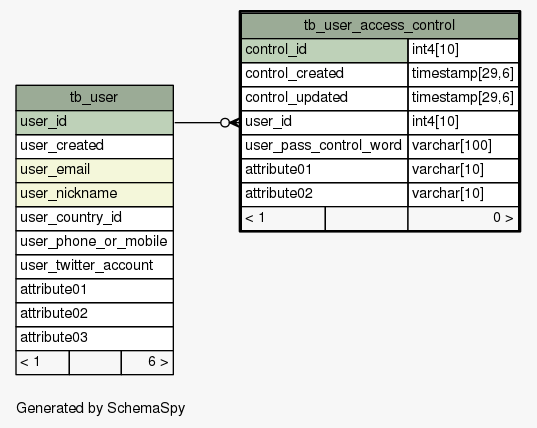 tb_user_access_control
control_id int4[10]
control_created timestamp[29,6]
control_updated timestamp[29,6]
user_id int4[10]
user_pass_control_word varchar[100]
attribute01 varchar[10]
attribute02 varchar[10]
< 1 0 >
tb_user
user_id
user_created
user_email
user_nickname
user_country_id
user_phone_or_mobile
user_twitter_account
attribute01
attribute02
attribute03
< 1 6 >
Generated by SchemaSpy